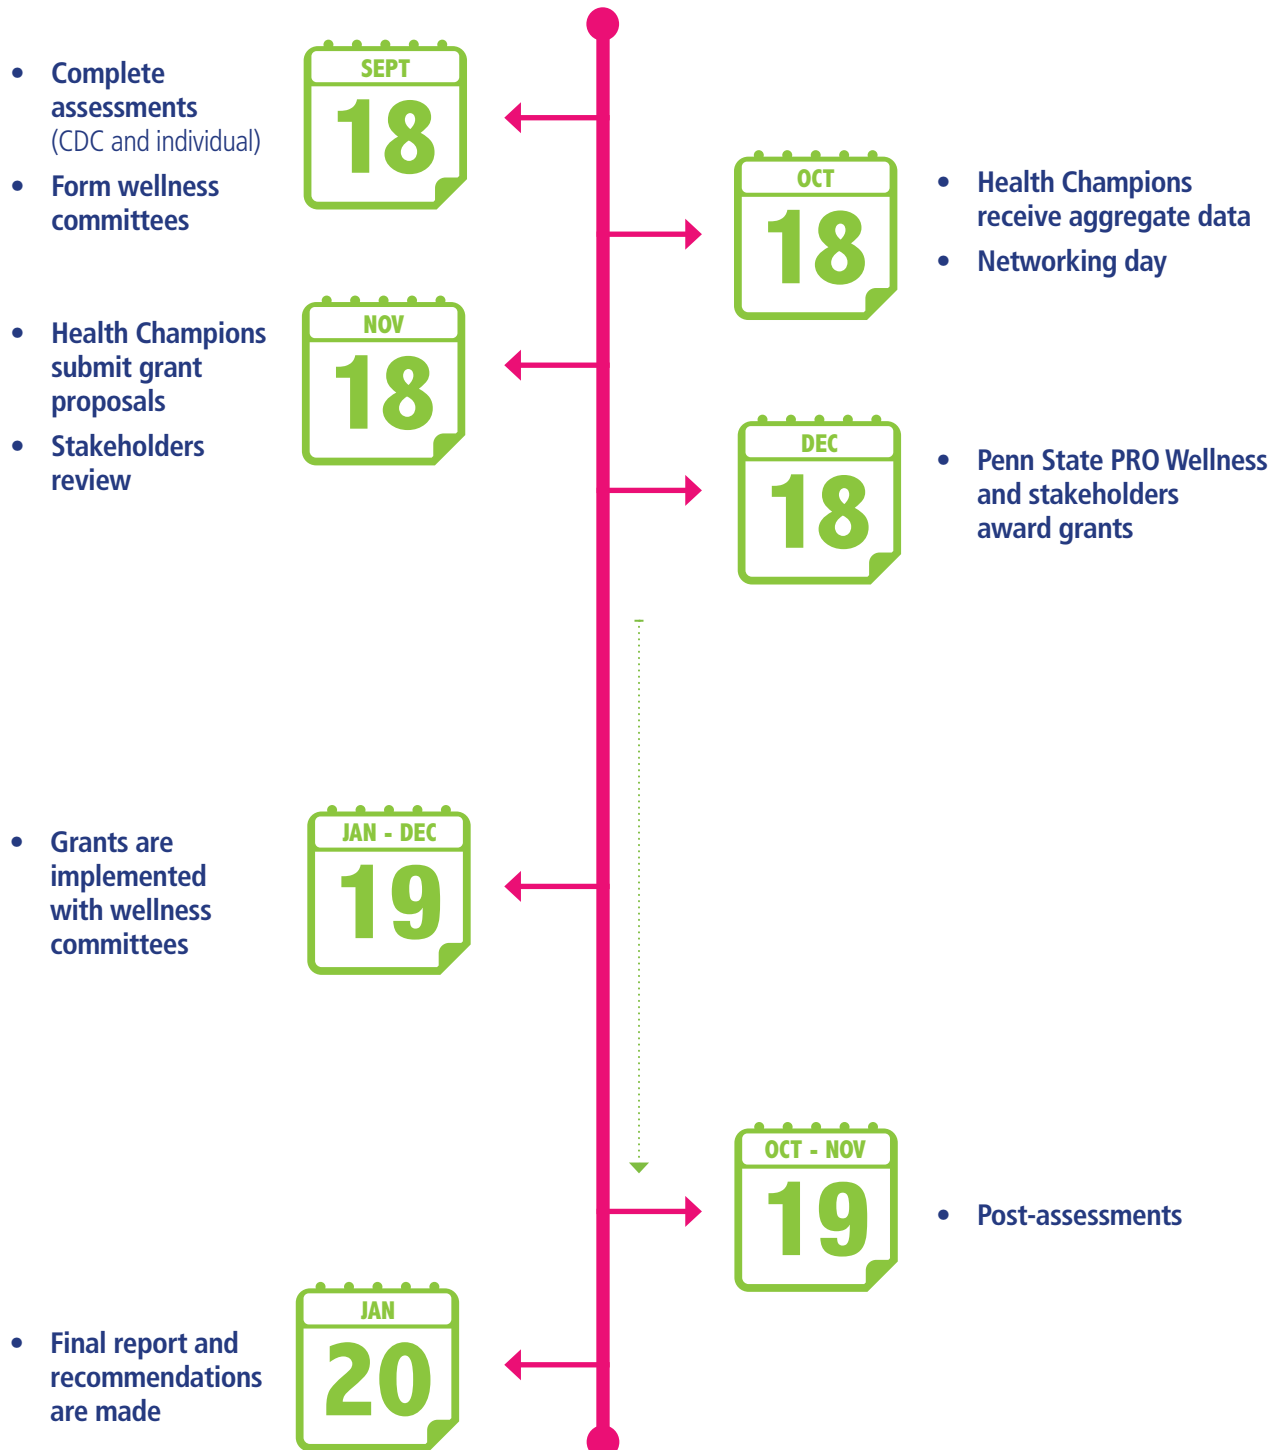 SEPT
18
• Complete
assessments
(CDC and individual)
• Form wellness
committees
OCT
18
• Health Champions
receive aggregate data
• Networking day
NOV
18
• Health Champions
submit grant
proposals
• Stakeholders
review
DEC
18
• Penn State PRO Wellness
and stakeholders
award grants
JAN - DEC
19
• Grants are
implemented
with wellness
committees
OCT - NOV
19
• Post-assessments
JAN
20
• Final report and
recommendations
are made